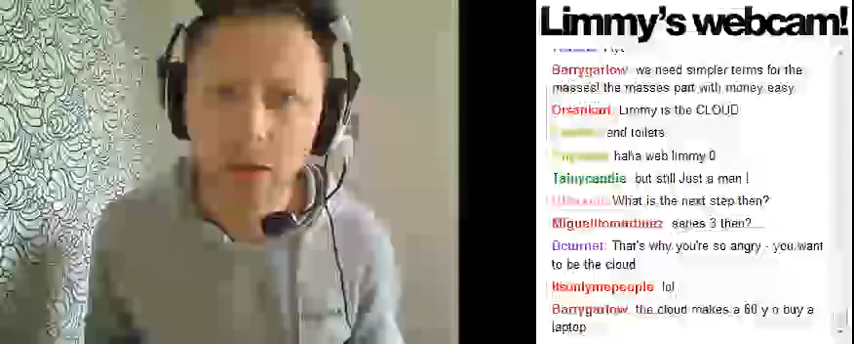 Limmy's webcam!
Barrygarlow we need simpler terms for the
masses! the masses part with money easy
Limmy is the CLOUD
and toilets
haha web limmy 0
Tainycandie but still Just a man !
What is the next step then?
series 3 then?
Dcurnet: That's why you're so angry - you want
to be the cloud
Itsonlymepeople lol
Barrygarlow the cloud makes a 60 y o buy a
laptop